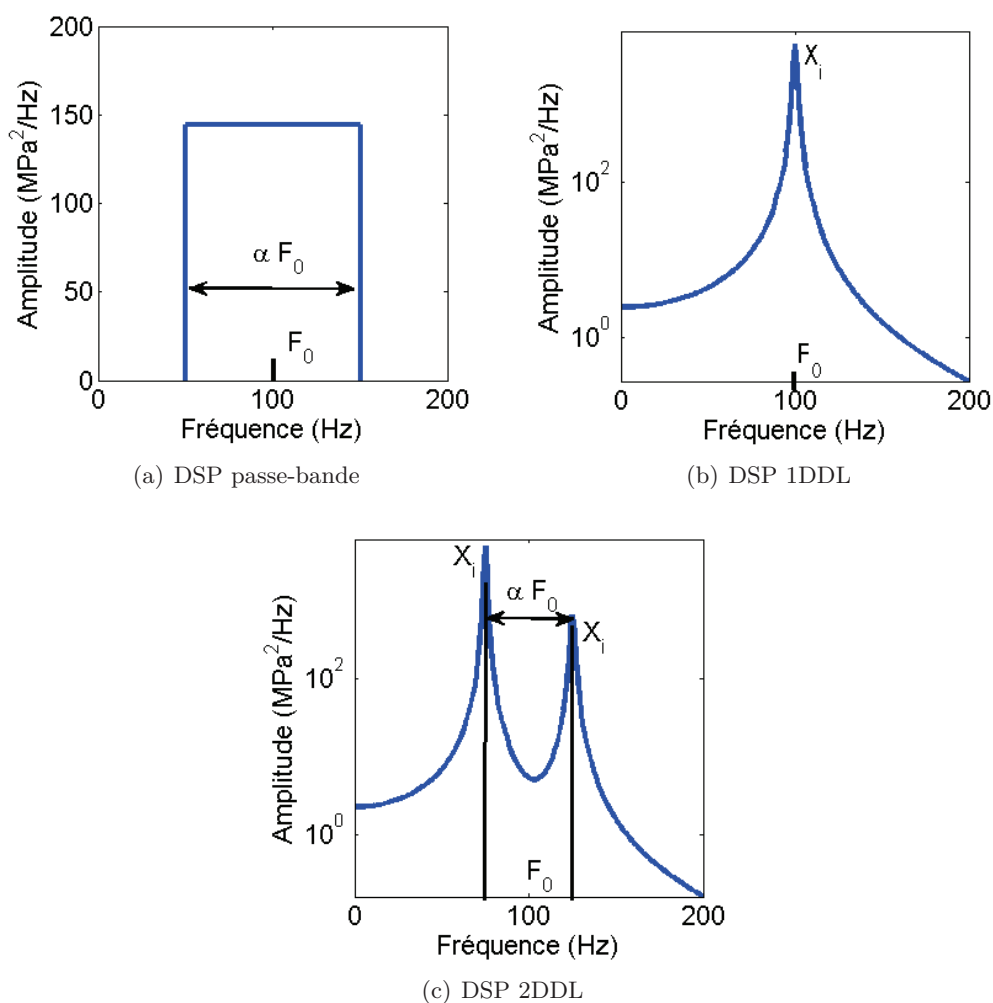 Amplitude (MPa²/Hz)
200
150
100
50
0
α F₀
F₀
0 100 200
Fréquence (Hz)
(a) DSP passe-bande
Amplitude (MPa²/Hz)
10²
10⁰
Xᵢ
F₀
0 100 200
Fréquence (Hz)
(b) DSP 1DDL
Amplitude (MPa²/Hz)
10²
10⁰
Xᵢ
α F₀
Xᵢ
F₀
0 100 200
Fréquence (Hz)
(c) DSP 2DDL